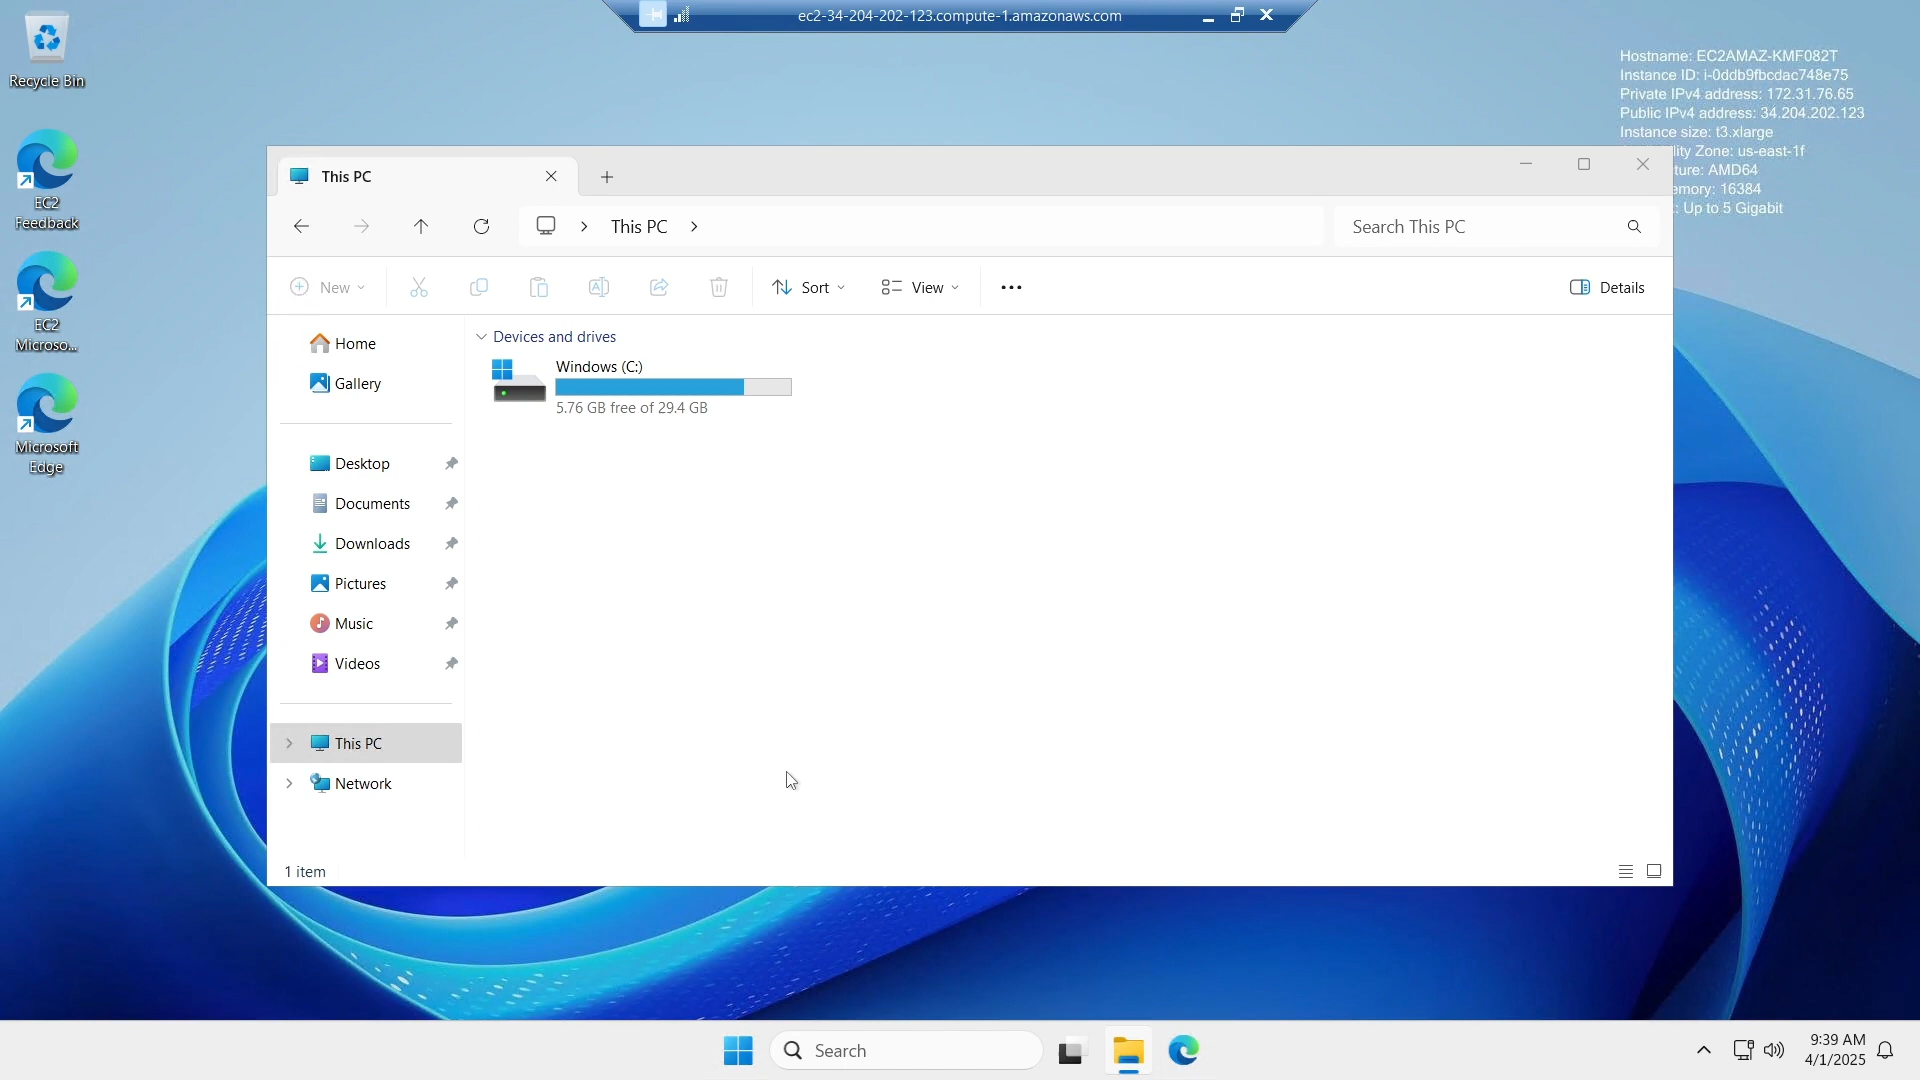 ec2-34-204-202-123.compute-1.amazonaws.com
Recycle Bin
EC2
Feedback
EC2
Microso...
Microsoft
Edge
Hostname: EC2AMAZ-KMF082T
Instance ID: i-0ddb9fbcdac748e75
Private IPv4 address: 172.31.76.65
Public IPv4 address: 34.204.202.123
Instance size: t3.xlarge
lity Zone: us-east-1f
ture: AMD64
emory: 16384
: Up to 5 Gigabit
This PC
This PC
Search This PC
New
Sort
View
Details
Home
Gallery
Desktop
Documents
Downloads
Pictures
Music
Videos
This PC
Network
Devices and drives
Windows (C:)
5.76 GB free of 29.4 GB
1 item
Search
9:39 AM
4/1/2025